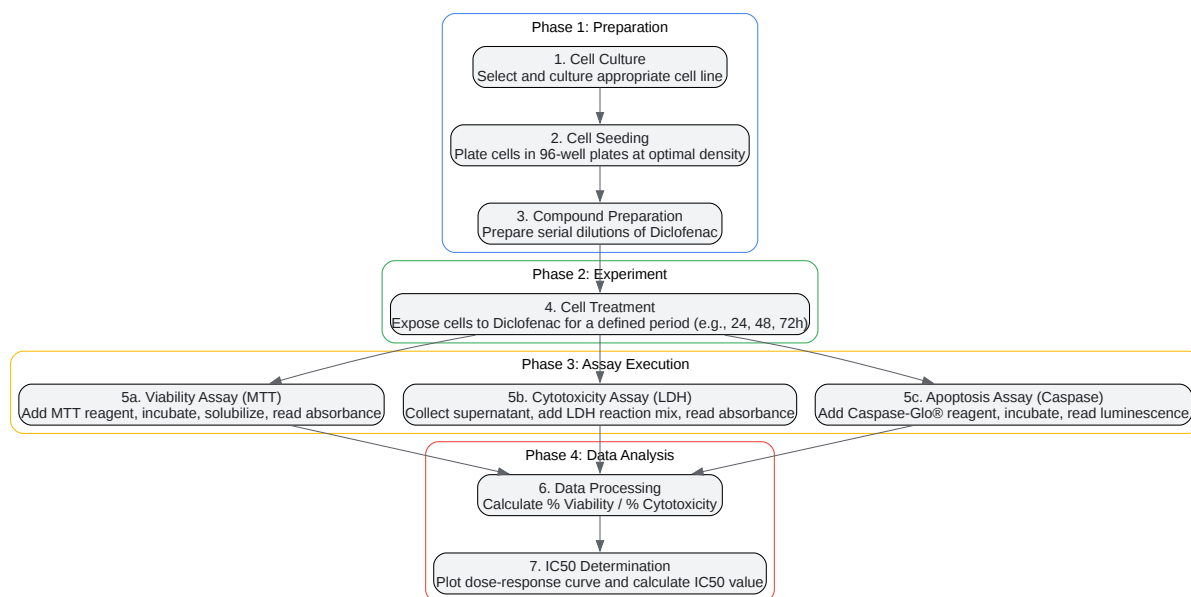 Phase 1: Preparation
1. Cell Culture
Select and culture appropriate cell line
2. Cell Seeding
Plate cells in 96-well plates at optimal density
3. Compound Preparation
Prepare serial dilutions of Diclofenac
Phase 2: Experiment
4. Cell Treatment
Expose cells to Diclofenac for a defined period (e.g., 24, 48, 72h)
Phase 3: Assay Execution
5a. Viability Assay (MTT)
Add MTT reagent, incubate, solubilize, read absorbance
5b. Cytotoxicity Assay (LDH)
Collect supernatant, add LDH reaction mix, read absorbance
5c. Apoptosis Assay (Caspase)
Add Caspase-Glo® reagent, incubate, read luminescence
Phase 4: Data Analysis
6. Data Processing
Calculate % Viability / % Cytotoxicity
7. IC50 Determination
Plot dose-response curve and calculate IC50 value